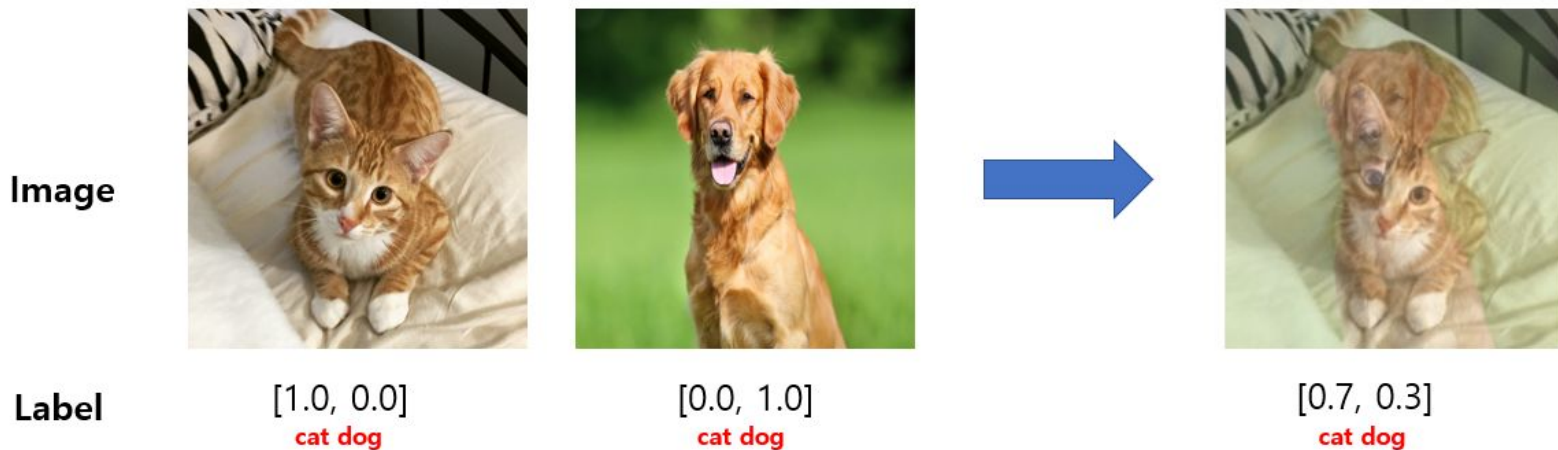 Image
Label
[1.0, 0.0]
cat dog
[0.0, 1.0]
cat dog
[0.7, 0.3]
cat dog